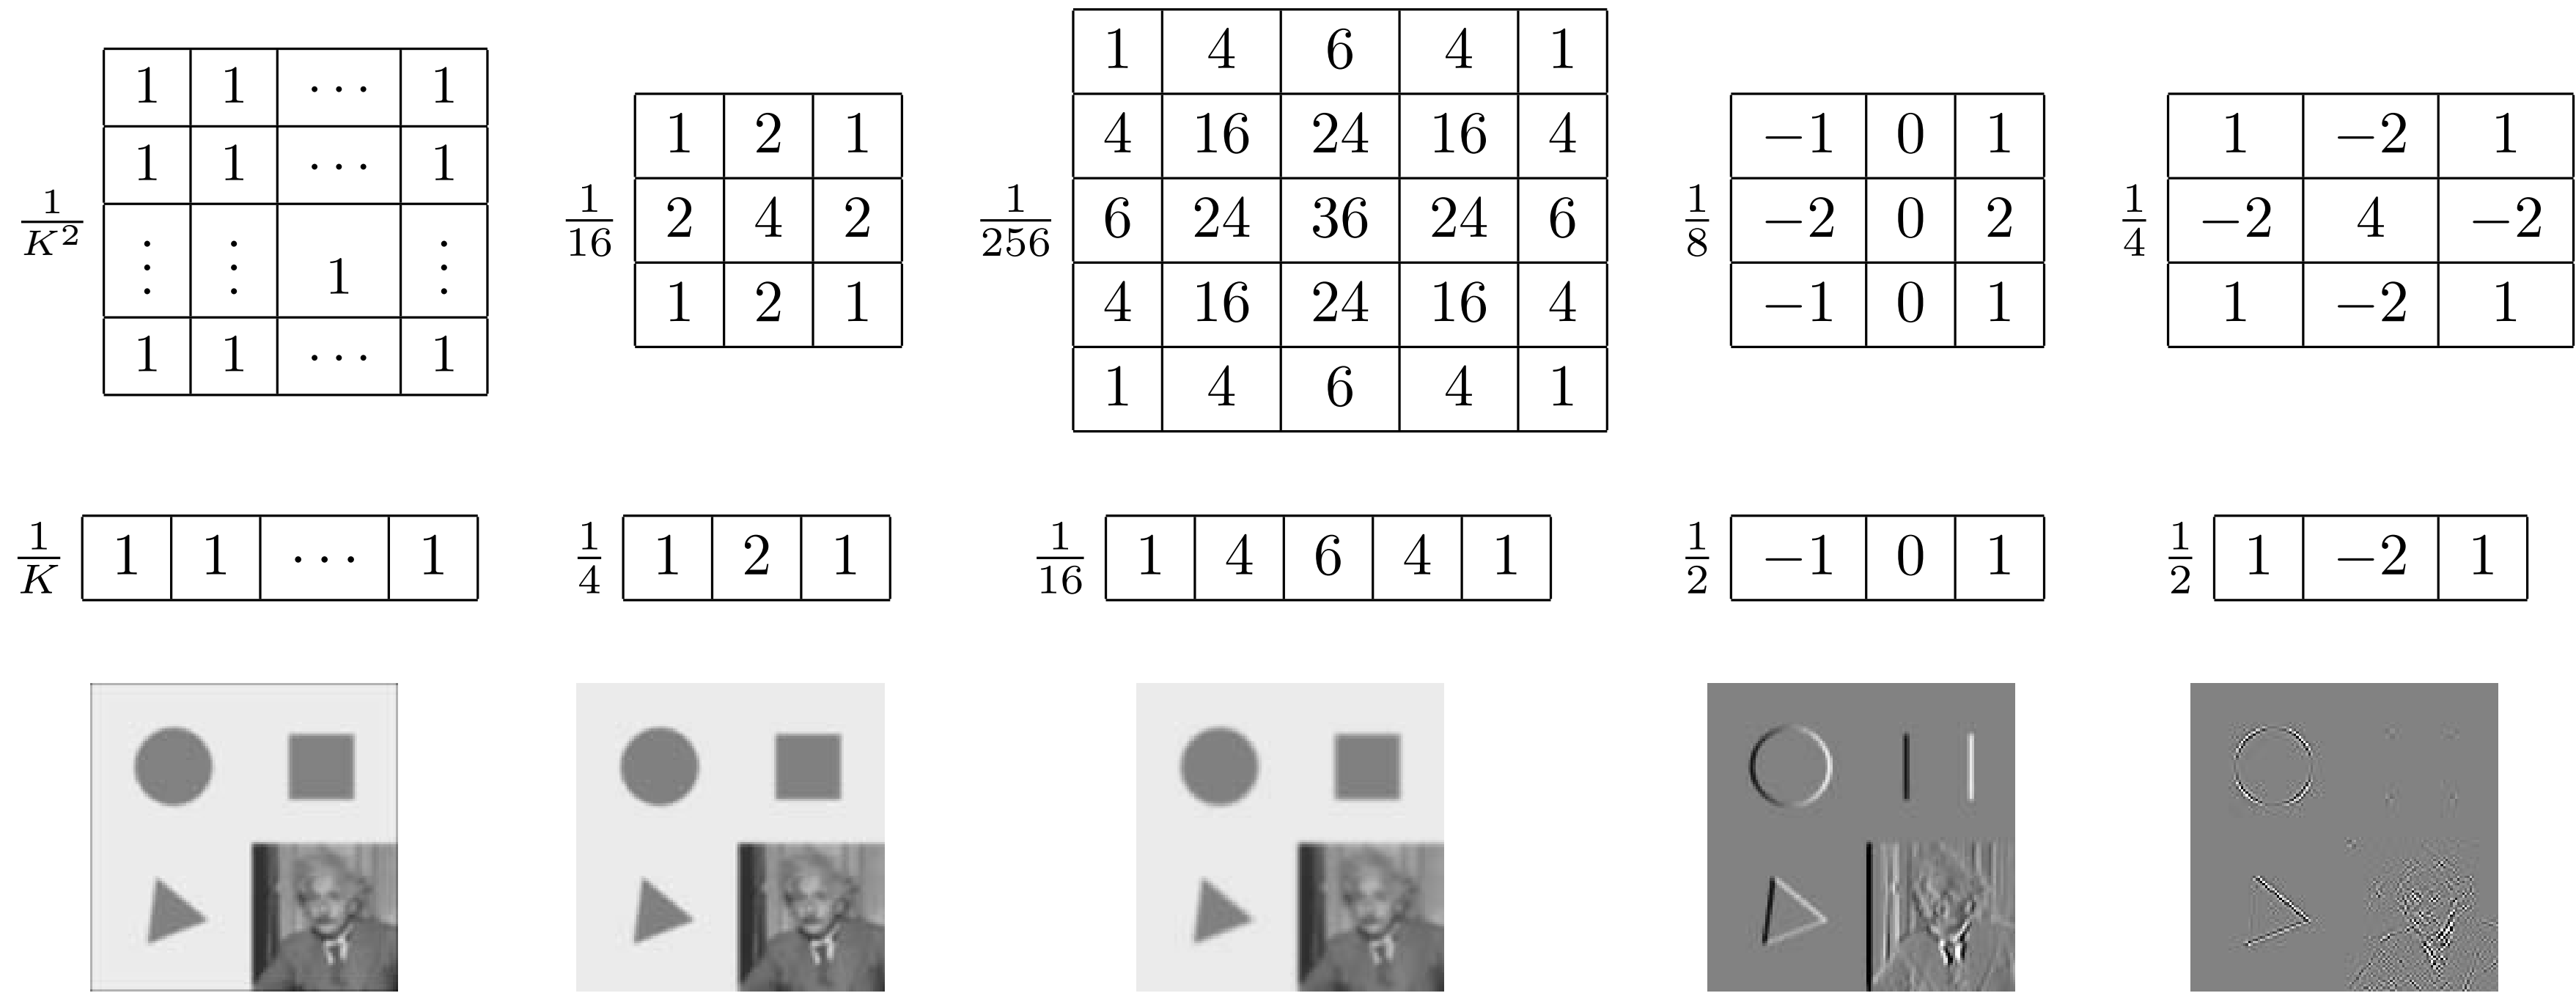 1/K² 
1 1 ⋯ 1
1 1 ⋯ 1
⋮ ⋮ 1 ⋮
1 1 ⋯ 1
1/16
1 2 1
2 4 2
1 2 1
1/256
1 4 6 4 1
4 16 24 16 4
6 24 36 24 6
4 16 24 16 4
1 4 6 4 1
1/8
−1 0 1
−2 0 2
−1 0 1
1/4
1 −2 1
−2 4 −2
1 −2 1
1/K 1 1 ⋯ 1
1/4 1 2 1
1/16 1 4 6 4 1
1/2 −1 0 1
1/2 1 −2 1